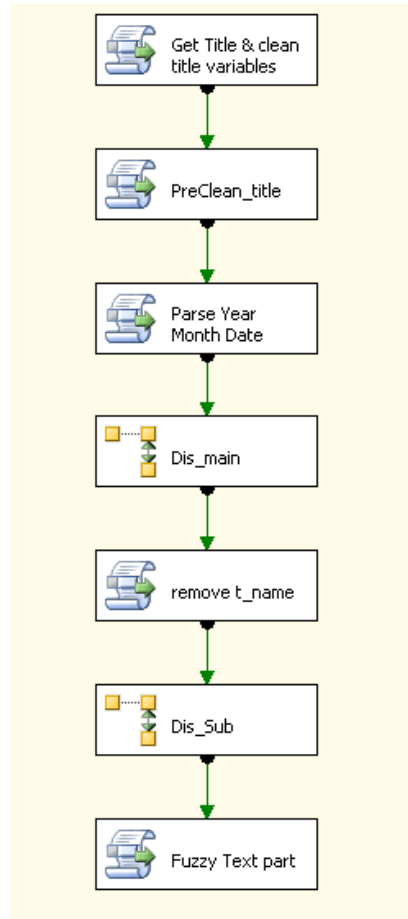 Get Title & clean
title variables
PreClean_title
Parse Year
Month Date
Dis_main
remove t_name
Dis_Sub
Fuzzy Text part